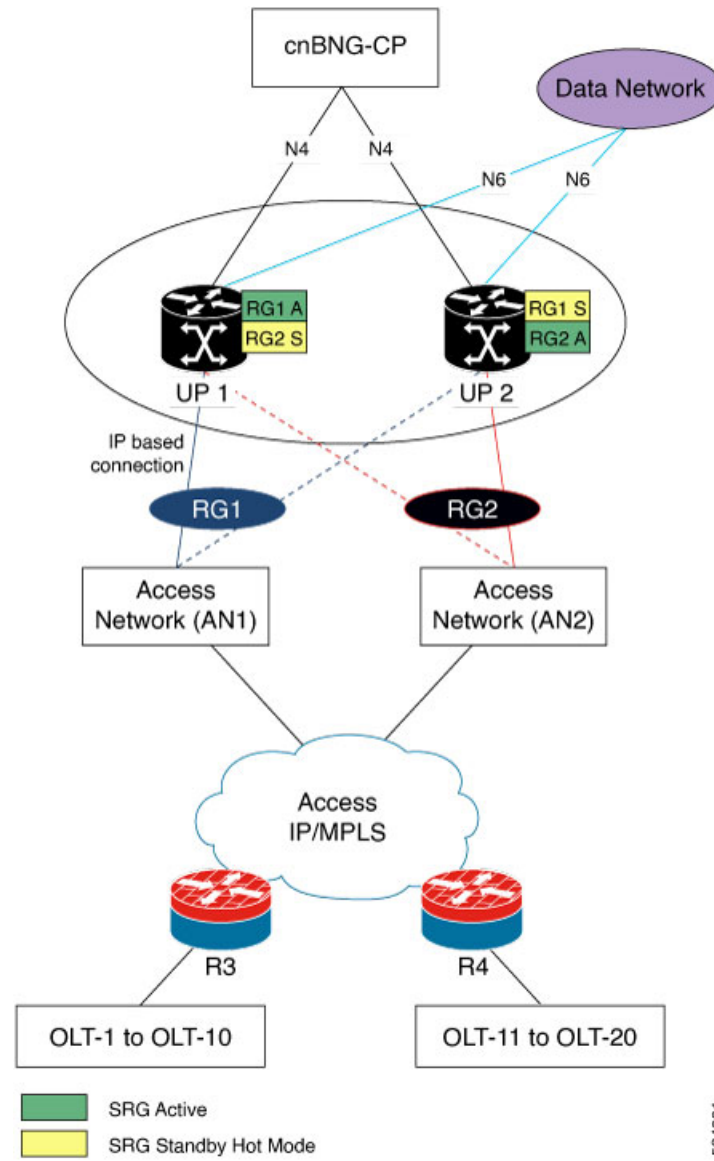 cnBNG-CP
Data Network
N4
N4
N6
N6
RG1 A
RG2 S
RG1 S
RG2 A
UP 1
UP 2
IP based
connection
RG1
RG2
Access
Network (AN1)
Access
Network (AN2)
Access
IP/MPLS
R3
R4
OLT-1 to OLT-10
OLT-11 to OLT-20
SRG Active
SRG Standby Hot Mode